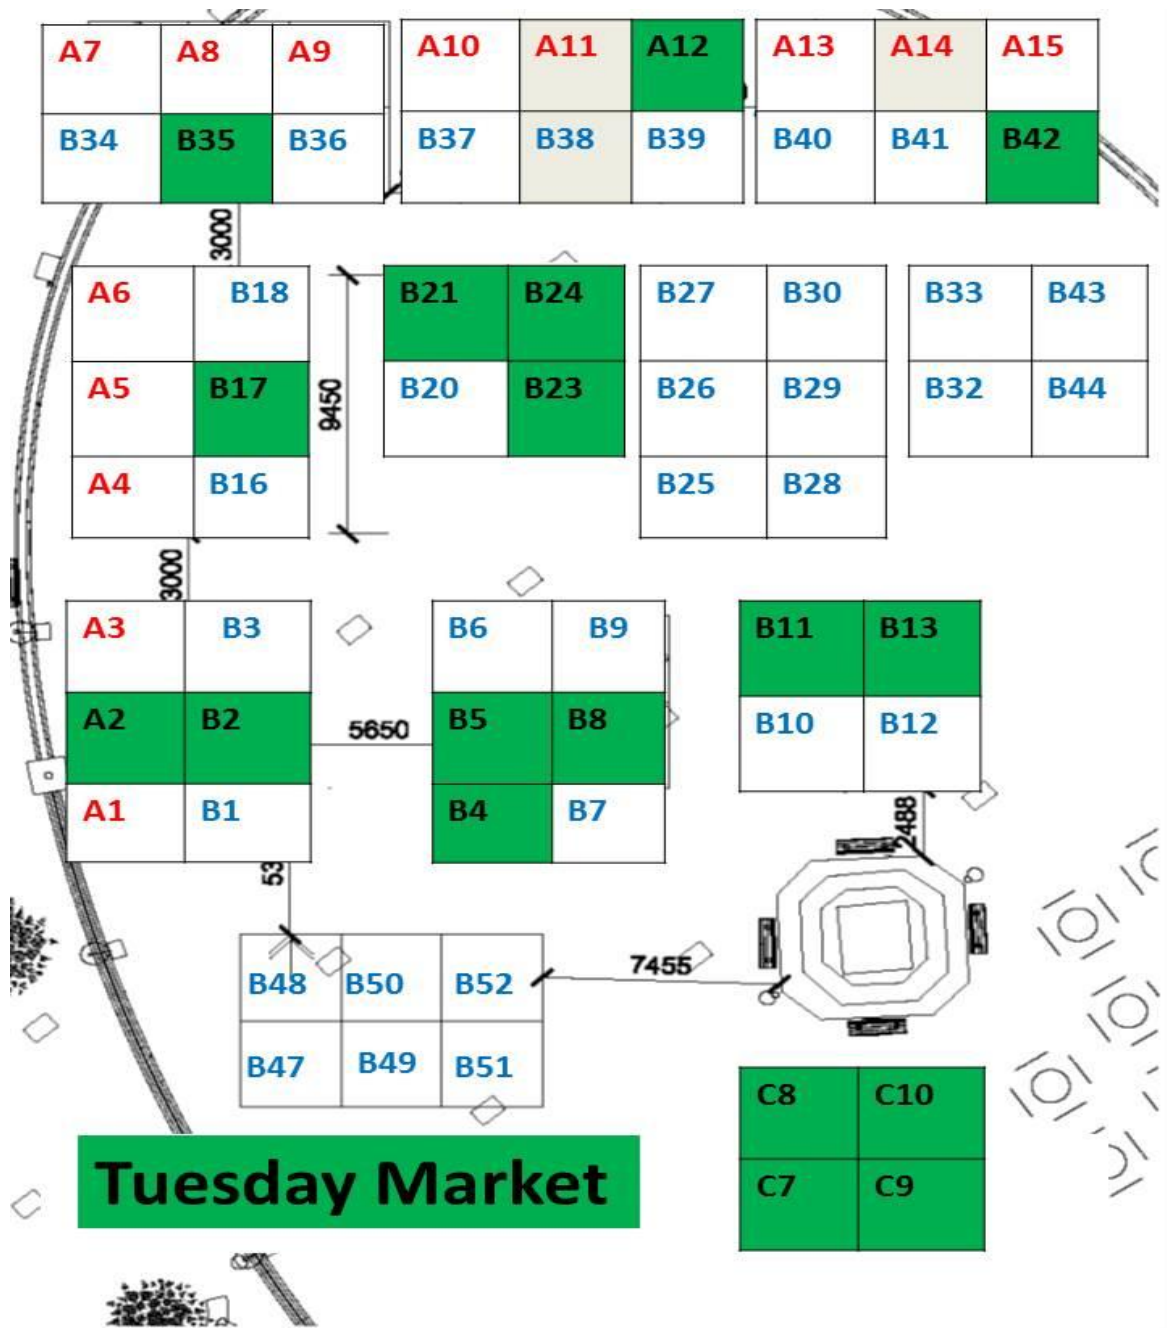 A7 A8 A9 A10 A11 A12 A13 A14 A15
B34 B35 B36 B37 B38 B39 B40 B41 B42
3000
A6 B18 B21 B24 B27 B30 B33 B43
A5 B17 9450 B20 B23 B26 B29 B32 B44
A4 B16 B25 B28
3000
A3 B3 B6 B9 B11 B13
A2 B2 5650 B5 B8 B10 B12
A1 B1 B4 B7
2488
53
7455
B48 B50 B52
B47 B49 B51
C8 C10
C7 C9
Tuesday Market